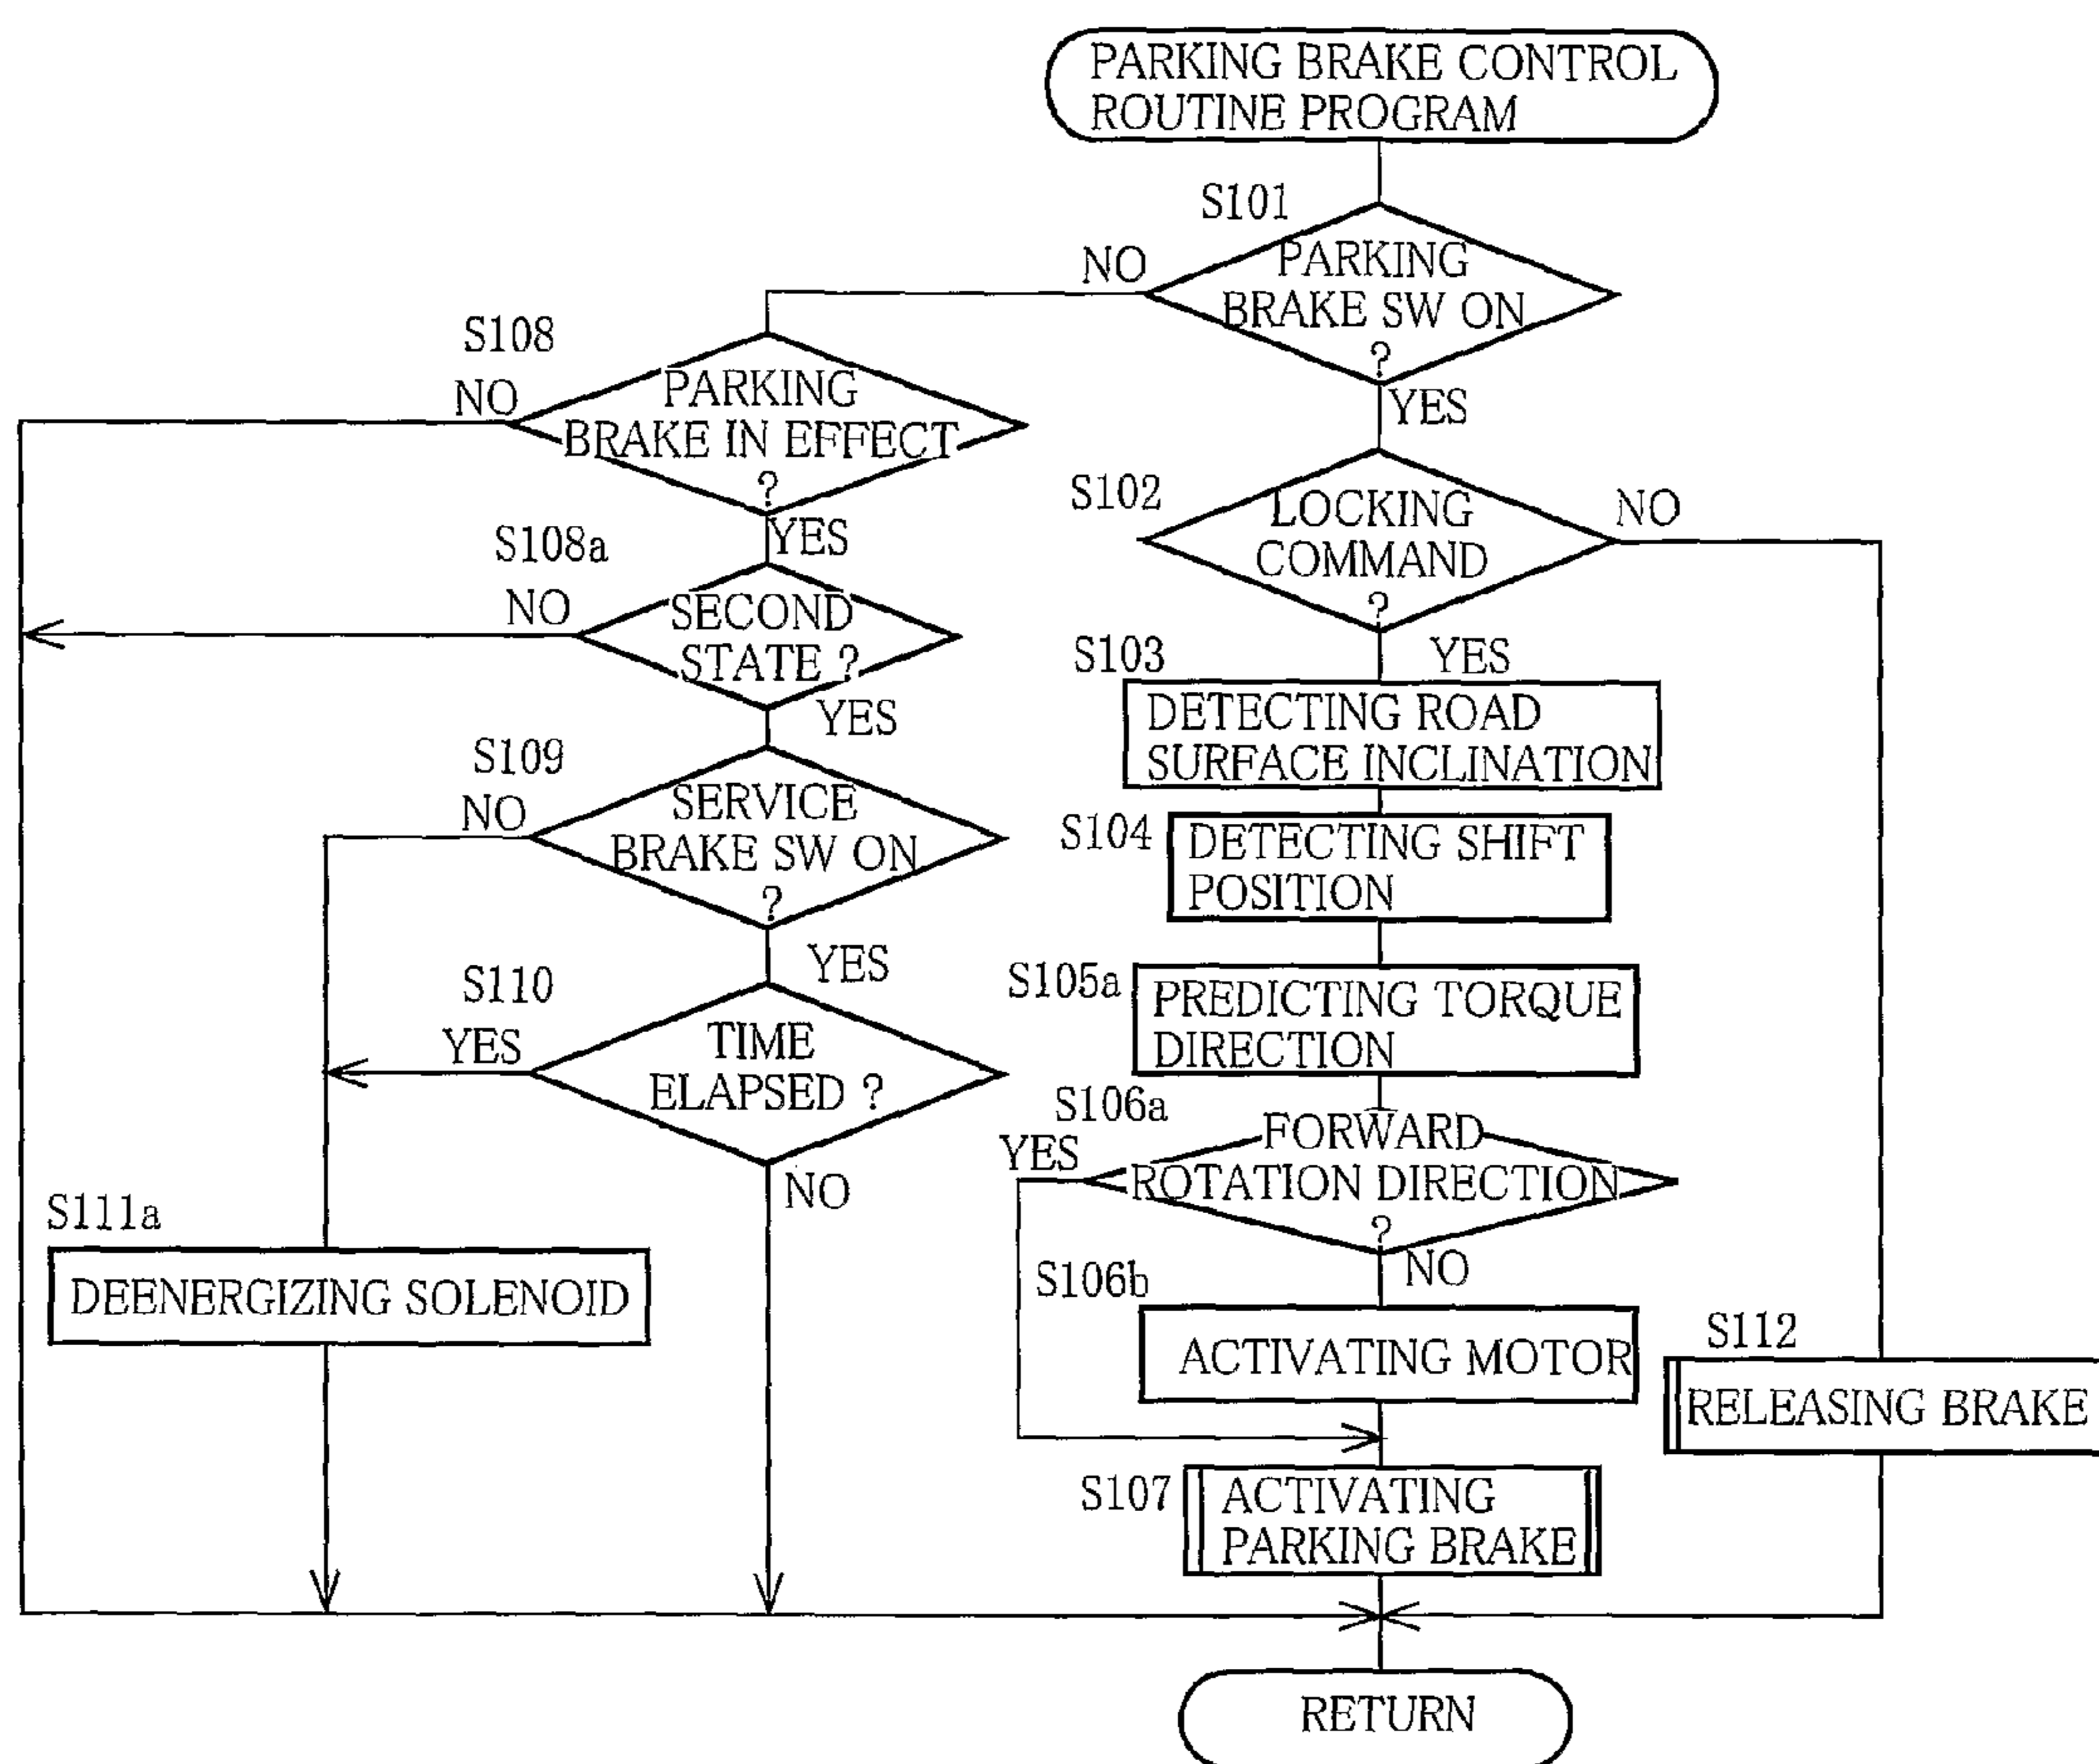 PARKING BRAKE CONTROL
ROUTINE PROGRAM
S101
PARKING
BRAKE SW ON
?
NO
YES
S108
PARKING
BRAKE IN EFFECT
?
NO
YES
S108a
SECOND
STATE ?
NO
YES
S109
SERVICE
BRAKE SW ON
?
NO
YES
S110
TIME
ELAPSED ?
YES
NO
S111a
DEENERGIZING SOLENOID
S102
LOCKING
COMMAND
?
NO
YES
S103
DETECTING ROAD
SURFACE INCLINATION
S104
DETECTING SHIFT
POSITION
S105a
PREDICTING TORQUE
DIRECTION
S106a
FORWARD
ROTATION DIRECTION
?
YES
NO
S106b
ACTIVATING MOTOR
S107
ACTIVATING
PARKING BRAKE
S112
RELEASING BRAKE
RETURN